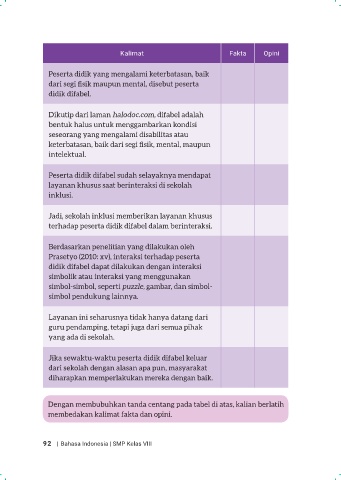 Kalimat Fakta Opini
Peserta didik yang mengalami keterbatasan, baik
dari segi fisik maupun mental, disebut peserta
didik difabel.
Dikutip dari laman halodoc.com, difabel adalah
bentuk halus untuk menggambarkan kondisi
seseorang yang mengalami disabilitas atau
keterbatasan, baik dari segi fisik, mental, maupun
intelektual.
Peserta didik difabel sudah selayaknya mendapat
layanan khusus saat berinteraksi di sekolah
inklusi.
Jadi, sekolah inklusi memberikan layanan khusus
terhadap peserta didik difabel dalam berinteraksi.
Berdasarkan penelitian yang dilakukan oleh
Prasetyo (2010: xv), interaksi terhadap peserta
didik difabel dapat dilakukan dengan interaksi
simbolik atau interaksi yang menggunakan
simbol-simbol, seperti puzzle, gambar, dan simbol-
simbol pendukung lainnya.
Layanan ini seharusnya tidak hanya datang dari
guru pendamping, tetapi juga dari semua pihak
yang ada di sekolah.
Jika sewaktu-waktu peserta didik difabel keluar
dari sekolah dengan alasan apa pun, masyarakat
diharapkan memperlakukan mereka dengan baik.
Dengan membubuhkan tanda centang pada tabel di atas, kalian berlatih
membedakan kalimat fakta dan opini.
92 | Bahasa Indonesia | SMP Kelas VIII